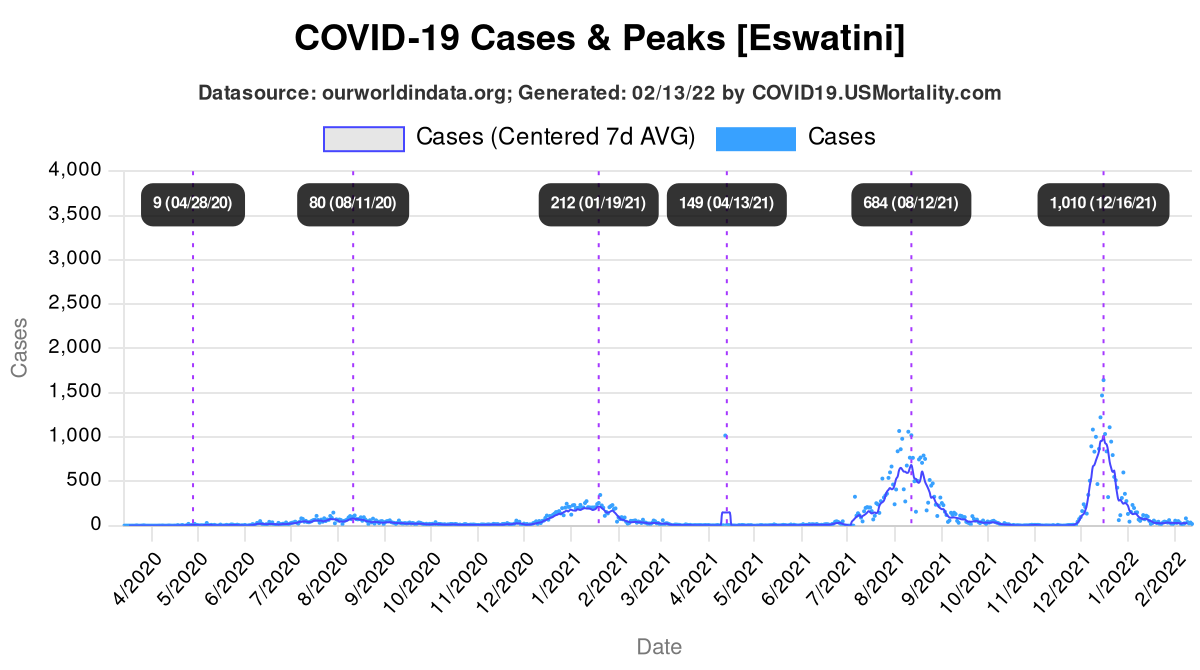 COVID-19 Cases & Peaks [Eswatini]
Datasource: ourworldindata.org; Generated: 02/13/22 by COVID19.USMortality.com
Cases (Centered 7d AVG) Cases
4,000
9 (04/28/20) 80 (08/11/20) 212 (01/19/21) 149 (04/13/21) 684 (08/12/21) 1,010 (12/16/21)
3,500
3,000
2,500
2,000
1,500
1,000
500
0
Cases
4/2020 5/2020 6/2020 7/2020 8/2020 9/2020 10/2020 11/2020 12/2020 1/2021 2/2021 3/2021 4/2021 5/2021 6/2021 7/2021 8/2021 9/2021 10/2021 11/2021 12/2021 1/2022 2/2022
Date